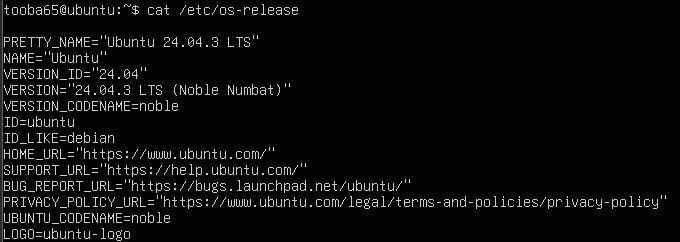 tooba65@ubuntu:~$ cat /etc/os-release
PRETTY_NAME="Ubuntu 24.04.3 LTS"
NAME="Ubuntu"
VERSION_ID="24.04"
VERSION="24.04.3 LTS (Noble Numbat)"
VERSION_CODENAME=noble
ID=ubuntu
ID_LIKE=debian
HOME_URL="https://www.ubuntu.com/"
SUPPORT_URL="https://help.ubuntu.com/"
BUG_REPORT_URL="https://bugs.launchpad.net/ubuntu/"
PRIVACY_POLICY_URL="https://www.ubuntu.com/legal/terms-and-policies/privacy-policy"
UBUNTU_CODENAME=noble
LOGO=ubuntu-logo